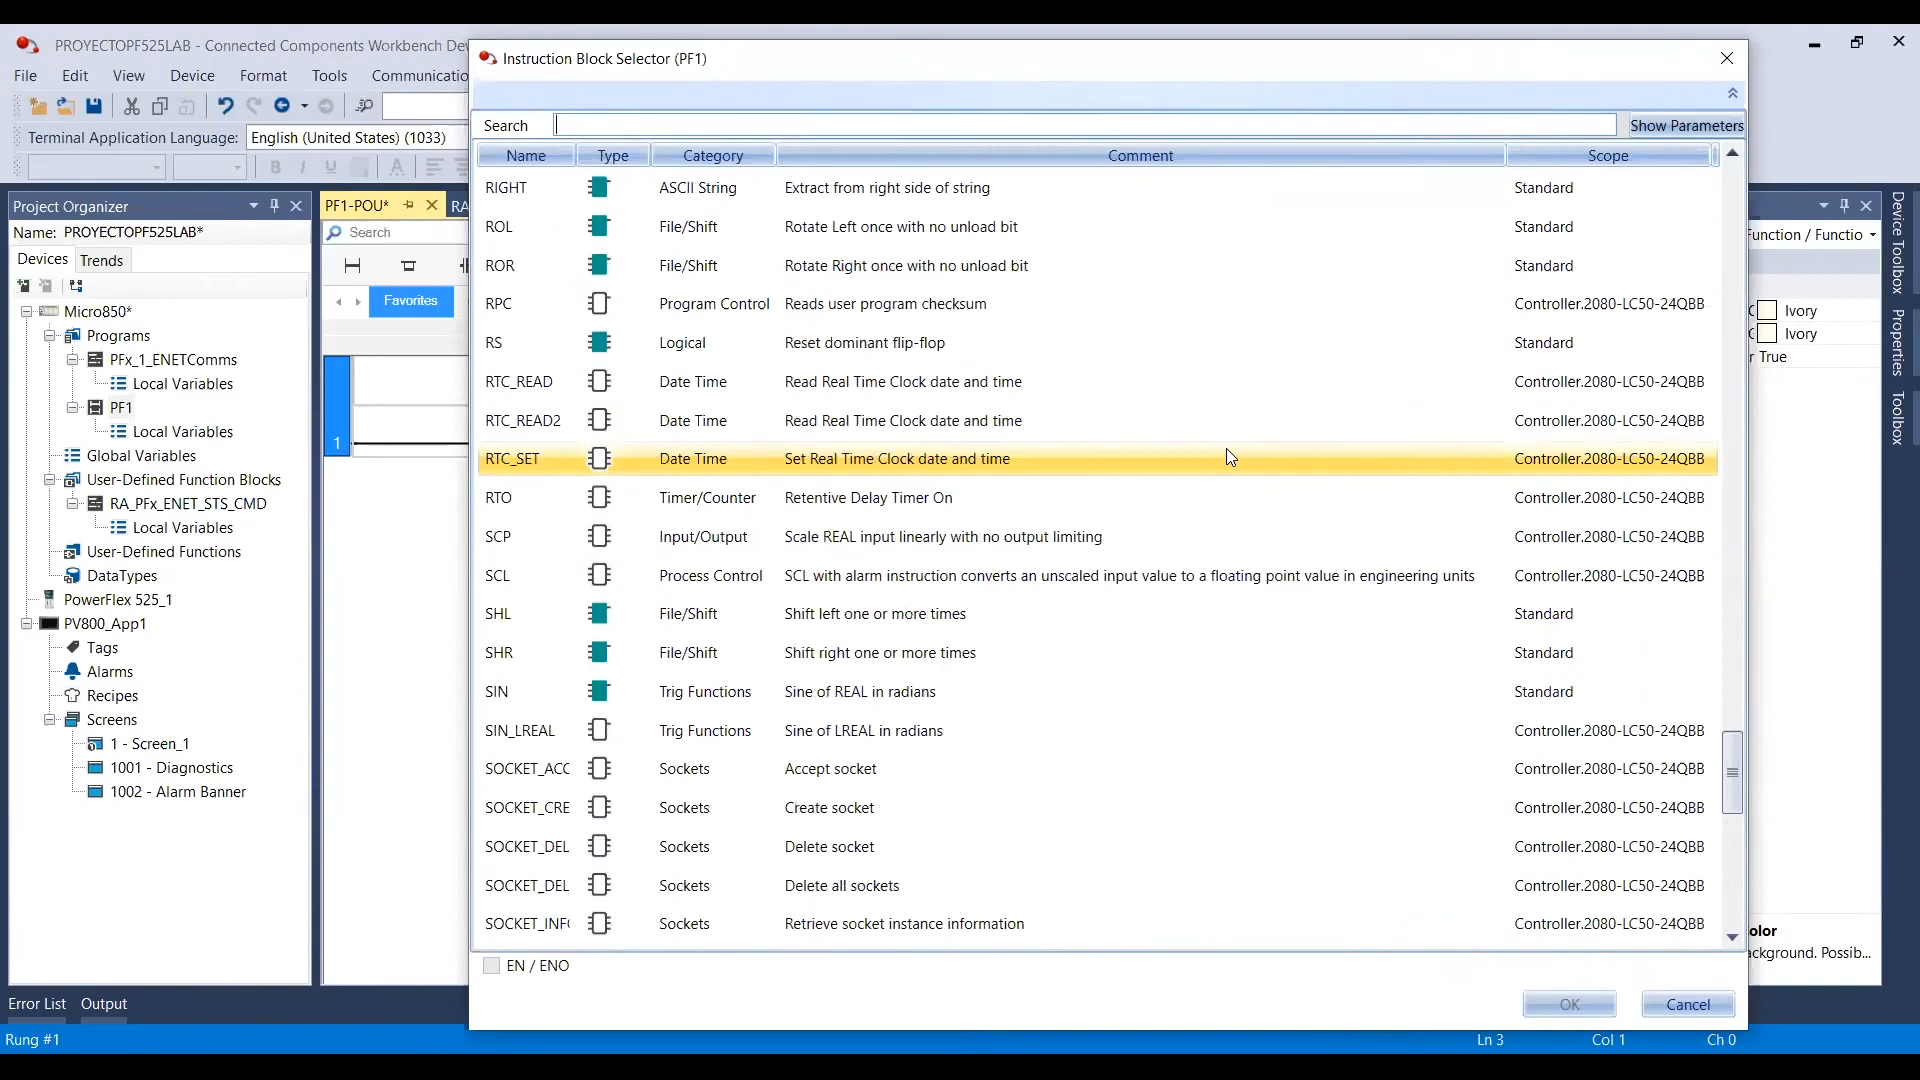 PROYECTOPF525LAB - Connected Components Workbench Dev
File Edit View Device Format Tools Communicatio
Terminal Application Language: English (United States) (1033)
Project Organizer
Name: PROYECTOPF525LAB*
Devices Trends
Micro850*
Programs
PFx_1_ENETComms
Local Variables
PF1
Local Variables
Global Variables
User-Defined Function Blocks
RA_PFx_ENET_STS_CMD
Local Variables
User-Defined Functions
DataTypes
PowerFlex 525_1
PV800_App1
Tags
Alarms
Recipes
Screens
1 - Screen_1
1001 - Diagnostics
1002 - Alarm Banner
PF1-POU* RA
Search
Favorites
1
Instruction Block Selector (PF1)
Search Show Parameters
Name Type Category Comment Scope
RIGHT ASCII String Extract from right side of string Standard
ROL File/Shift Rotate Left once with no unload bit Standard
ROR File/Shift Rotate Right once with no unload bit Standard
RPC Program Control Reads user program checksum Controller.2080-LC50-24QBB
RS Logical Reset dominant flip-flop Standard
RTC_READ Date Time Read Real Time Clock date and time Controller.2080-LC50-24QBB
RTC_READ2 Date Time Read Real Time Clock date and time Controller.2080-LC50-24QBB
RTC_SET Date Time Set Real Time Clock date and time Controller.2080-LC50-24QBB
RTO Timer/Counter Retentive Delay Timer On Controller.2080-LC50-24QBB
SCP Input/Output Scale REAL input linearly with no output limiting Controller.2080-LC50-24QBB
SCL Process Control SCL with alarm instruction converts an unscaled input value to a floating point value in engineering units Controller.2080-LC50-24QBB
SHL File/Shift Shift left one or more times Standard
SHR File/Shift Shift right one or more times Standard
SIN Trig Functions Sine of REAL in radians Standard
SIN_LREAL Trig Functions Sine of LREAL in radians Controller.2080-LC50-24QBB
SOCKET_ACC Sockets Accept socket Controller.2080-LC50-24QBB
SOCKET_CRE Sockets Create socket Controller.2080-LC50-24QBB
SOCKET_DEL Sockets Delete socket Controller.2080-LC50-24QBB
SOCKET_DEL Sockets Delete all sockets Controller.2080-LC50-24QBB
SOCKET_INF Sockets Retrieve socket instance information Controller.2080-LC50-24QBB
EN / ENO
OK Cancel
unction / Functio
Ivory
Ivory
r True
olor
ackground. Possib...
Device Toolbox
Properties
Toolbox
Error List Output
Rung #1 Ln 3 Col 1 Ch 0